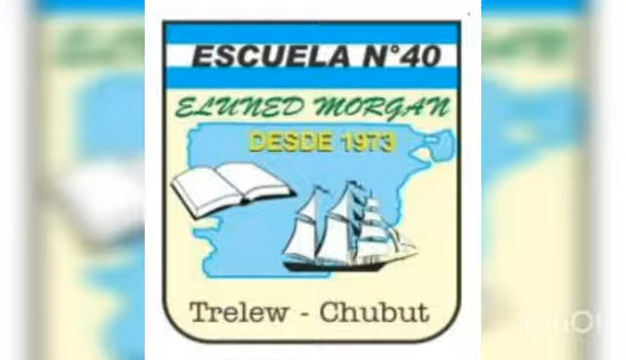 ESCUELA N°40
ELUNED MORGAN
DESDE 1973
Trelew - Chubut